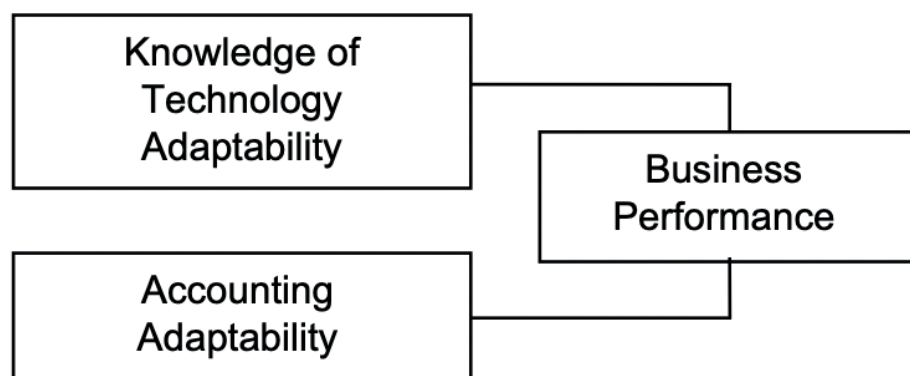 Knowledge of
Technology
Adaptability
Business
Performance
Accounting
Adaptability